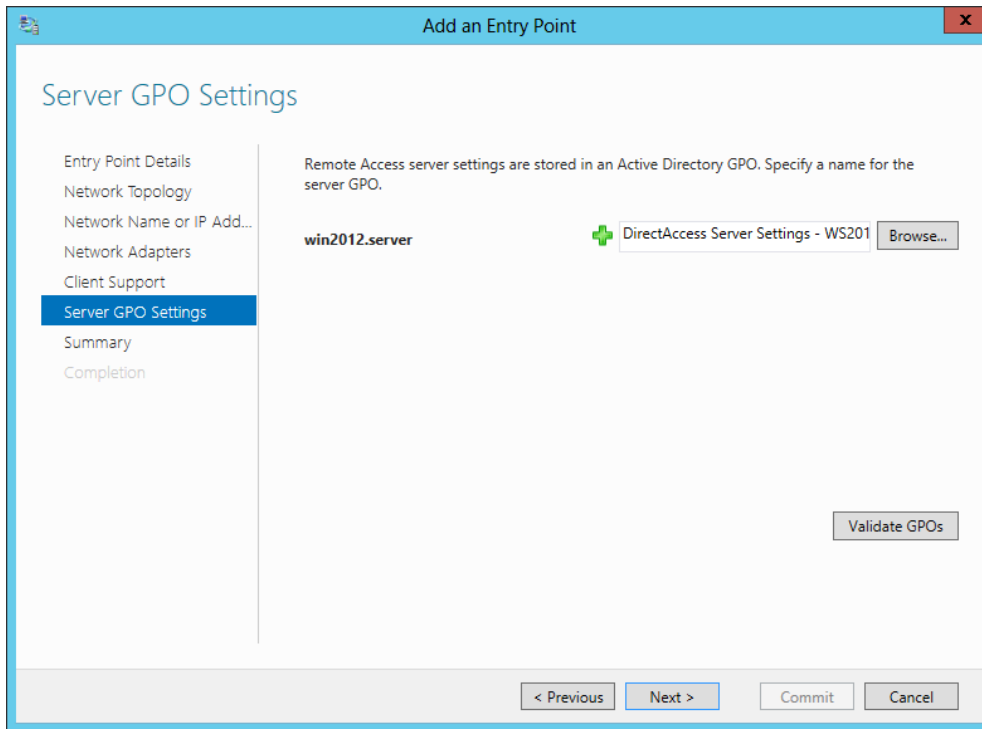 Add an Entry Point
x
Server GPO Settings
Entry Point Details
Network Topology
Network Name or IP Add...
Network Adapters
Client Support
Server GPO Settings
Summary
Completion
Remote Access server settings are stored in an Active Directory GPO. Specify a name for the
server GPO.
win2012.server
DirectAccess Server Settings - WS201
Browse...
Validate GPOs
< Previous
Next >
Commit
Cancel